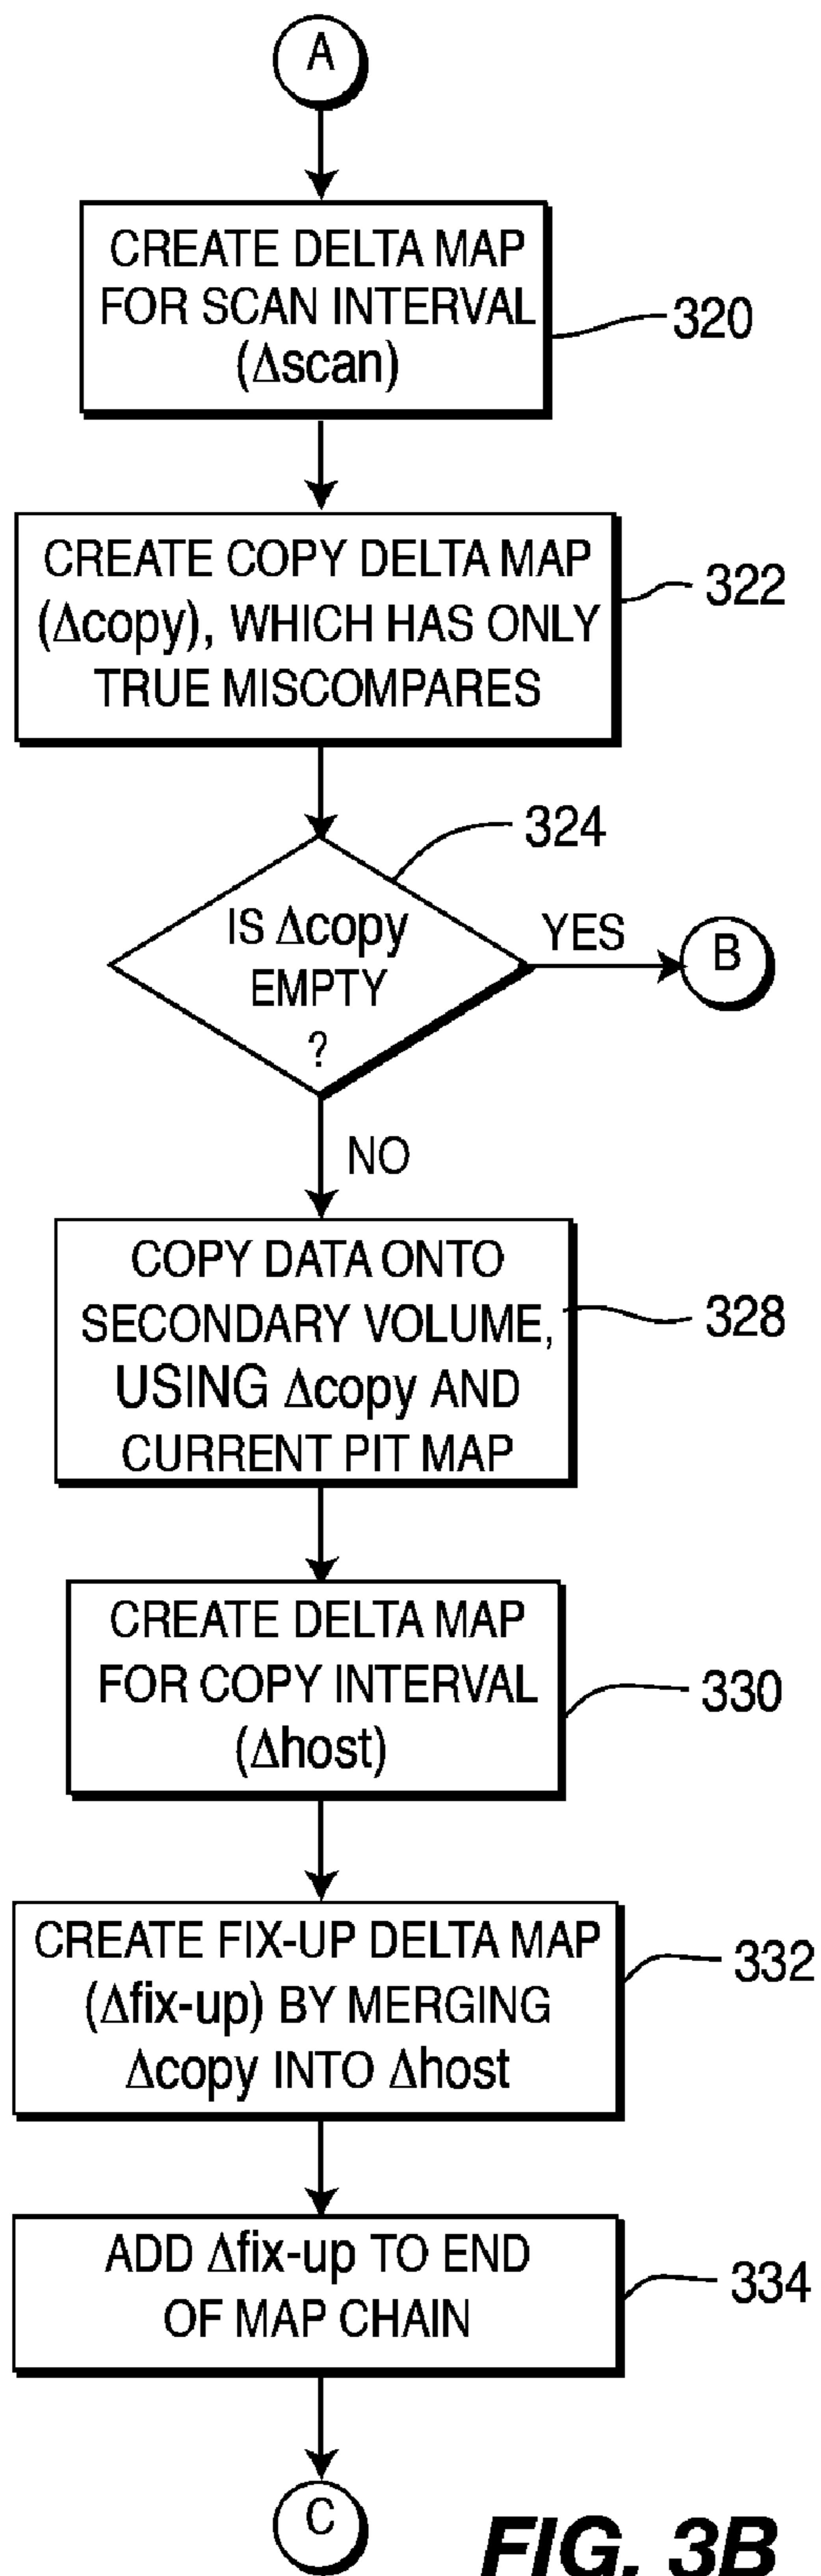 A
CREATE DELTA MAP
FOR SCAN INTERVAL
(Δscan)
320
CREATE COPY DELTA MAP
(Δcopy), WHICH HAS ONLY
TRUE MISCOMPARES
322
324
IS Δcopy
EMPTY
?
YES
B
NO
COPY DATA ONTO
SECONDARY VOLUME,
USING Δcopy AND
CURRENT PIT MAP
328
CREATE DELTA MAP
FOR COPY INTERVAL
(Δhost)
330
CREATE FIX-UP DELTA MAP
(Δfix-up) BY MERGING
Δcopy INTO Δhost
332
ADD Δfix-up TO END
OF MAP CHAIN
334
C
FIG. 3B